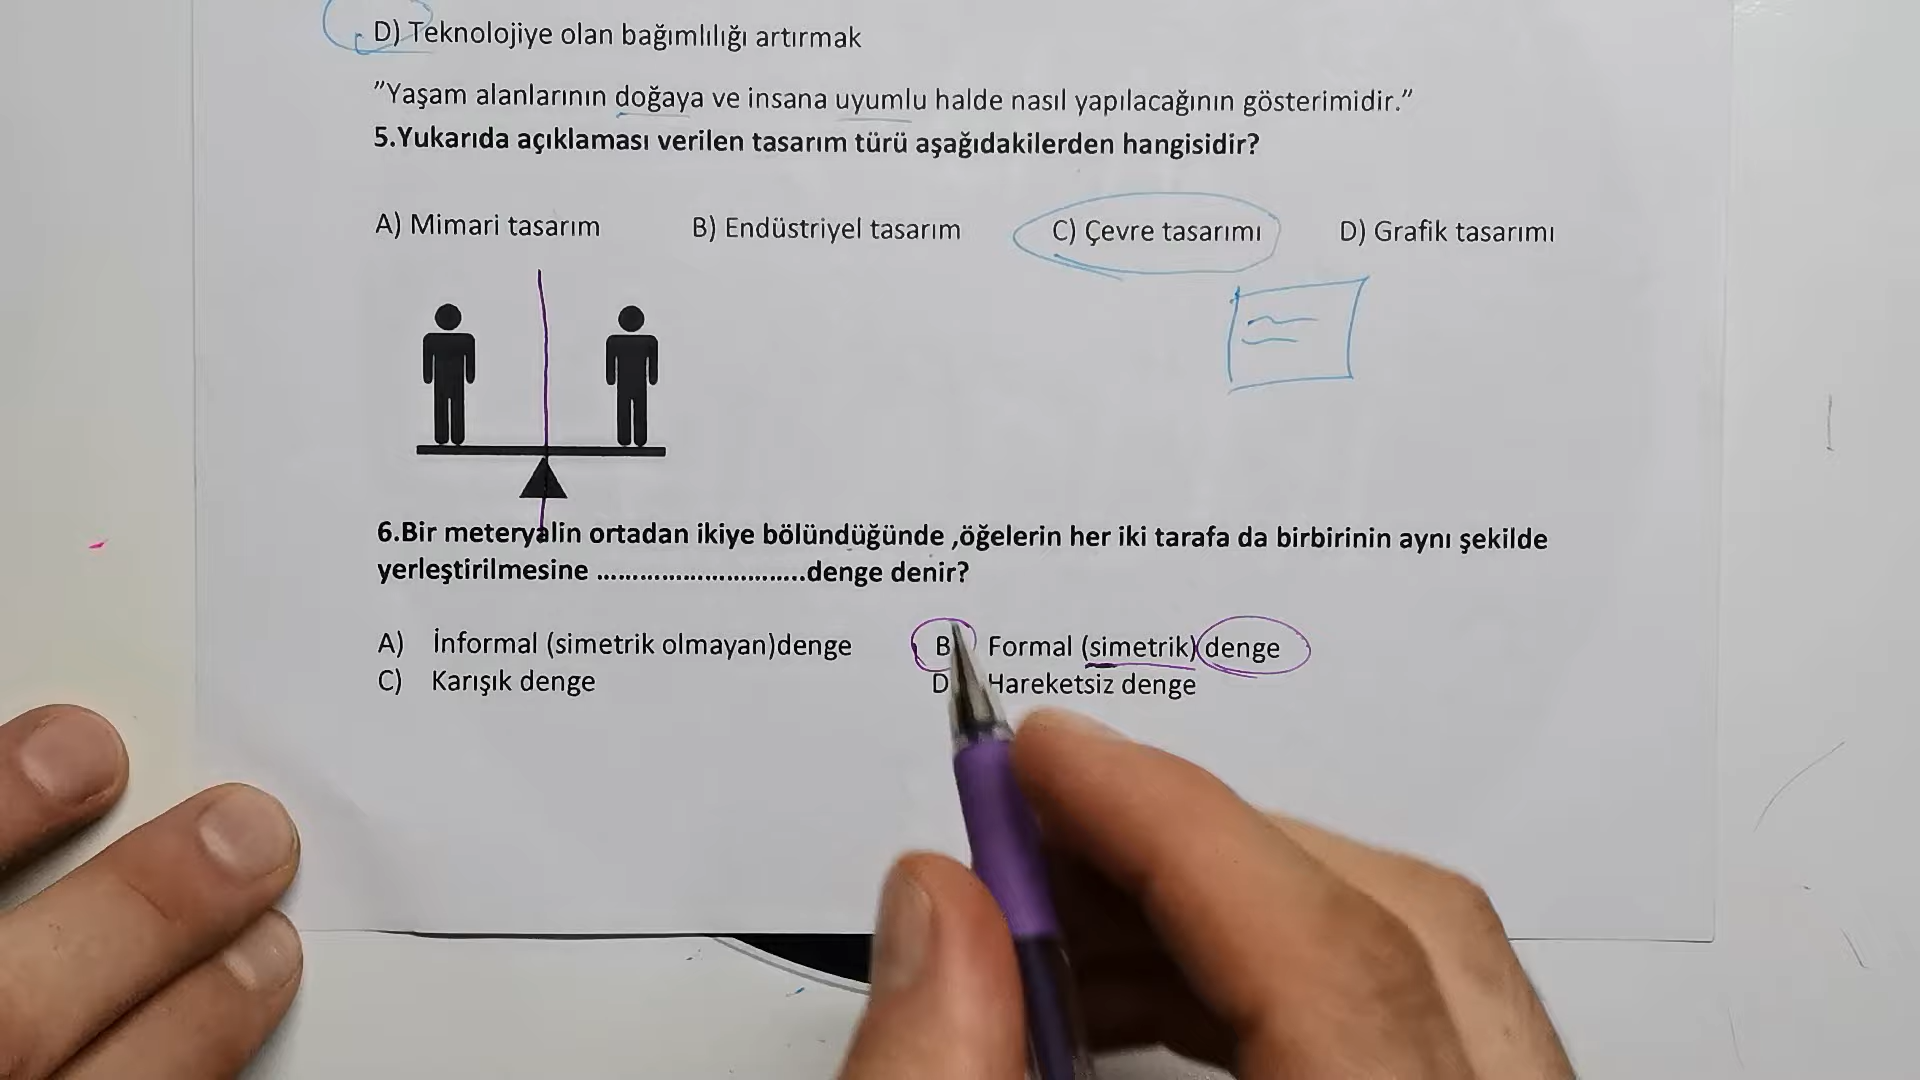 D) Teknolojiye olan bağımlılığı artırmak
”Yaşam alanlarının doğaya ve insana uyumlu halde nasıl yapılacağının gösterimidir.”
5.Yukarıda açıklaması verilen tasarım türü aşağıdakilerden hangisidir?
A) Mimari tasarım B) Endüstriyel tasarım C) Çevre tasarımı D) Grafik tasarımı
6.Bir meteryalin ortadan ikiye bölündüğünde ,öğelerin her iki tarafa da birbirinin aynı şekilde
yerleştirilmesine ............................denge denir?
A) İnformal (simetrik olmayan)denge B Formal (simetrik) denge
C) Karışık denge D Hareketsiz denge